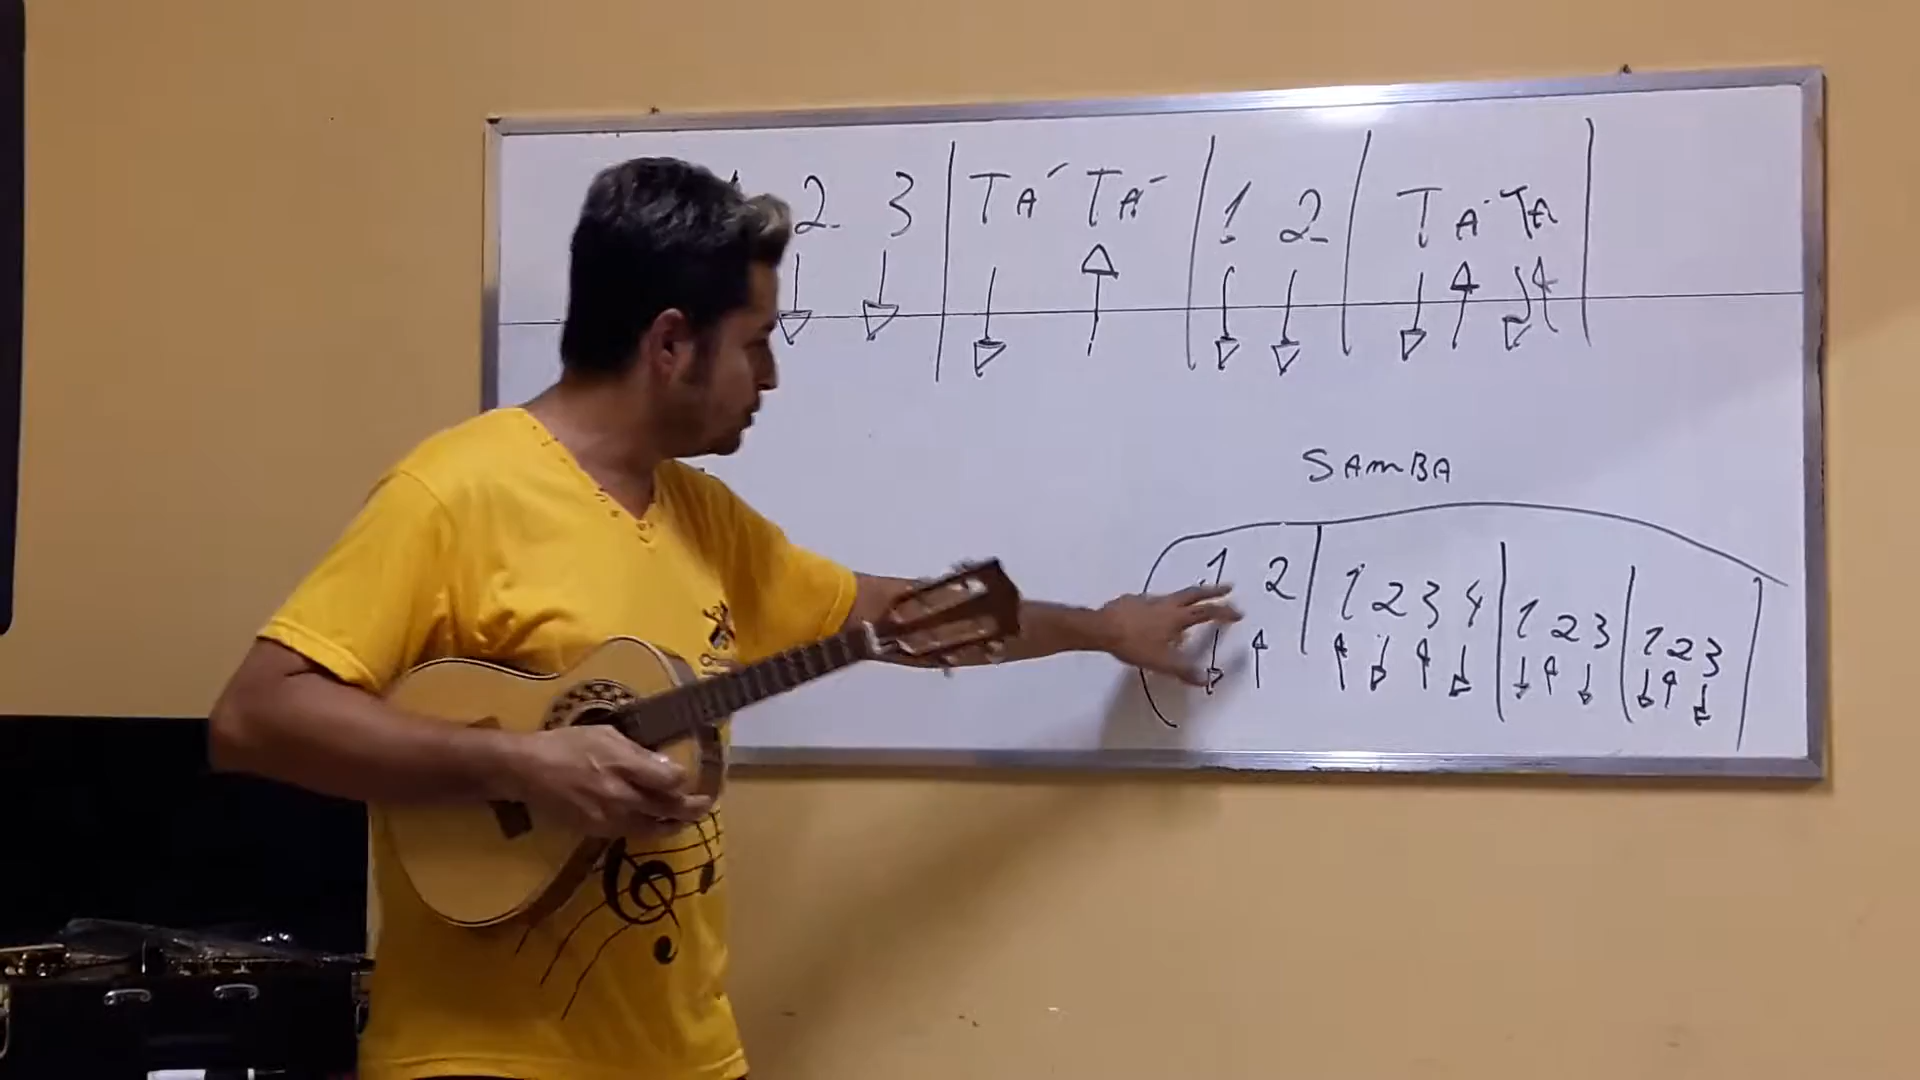 2 3 | TÁ TÁ | 1 2 | TÁ TA |
SAMBA
1 2 | 1 2 3 4 | 1 2 3 | 1 2 3 |